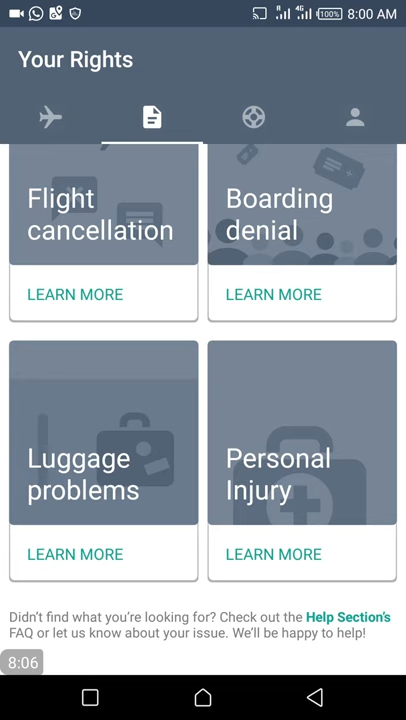 R 4G 100% 8:00 AM
Your Rights
Flight
cancellation
Boarding
denial
LEARN MORE
LEARN MORE
Luggage
problems
Personal
Injury
LEARN MORE
LEARN MORE
Didn't find what you're looking for? Check out the Help Section's
FAQ or let us know about your issue. We'll be happy to help!
8:06